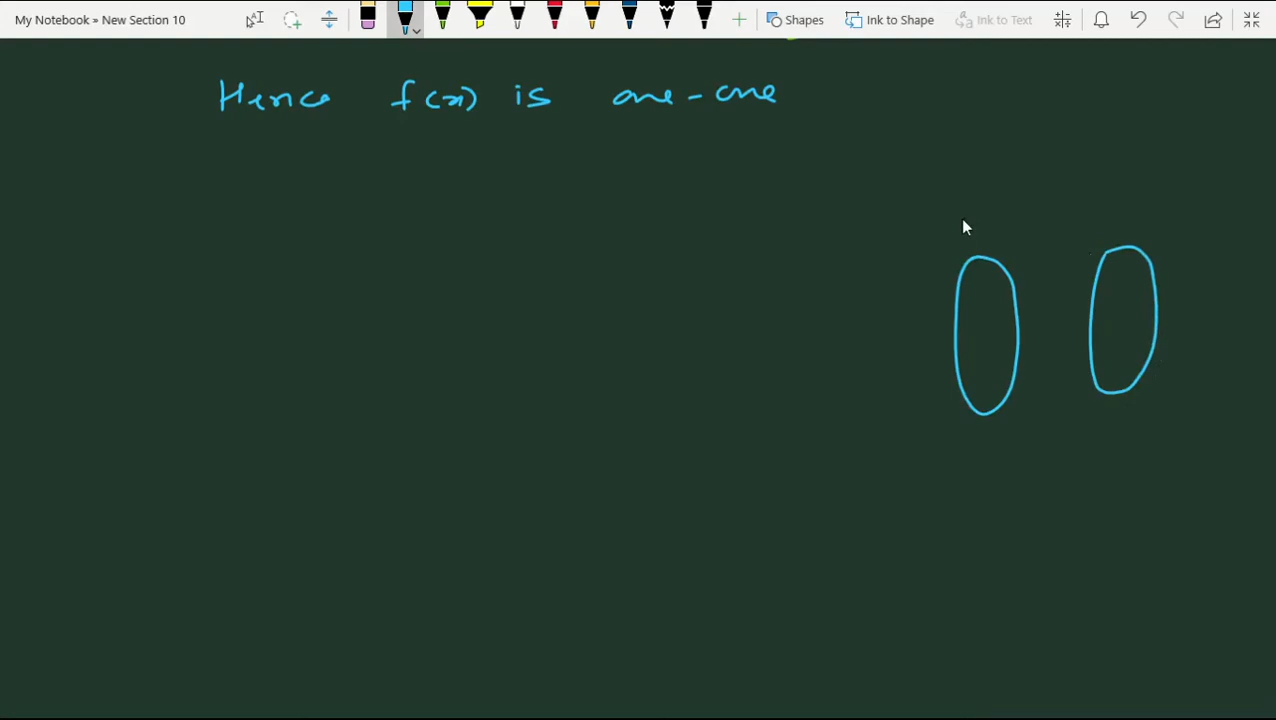 My Notebook » New Section 10
Shapes
Ink to Shape
Ink to Text
Hence f(x) is one-one